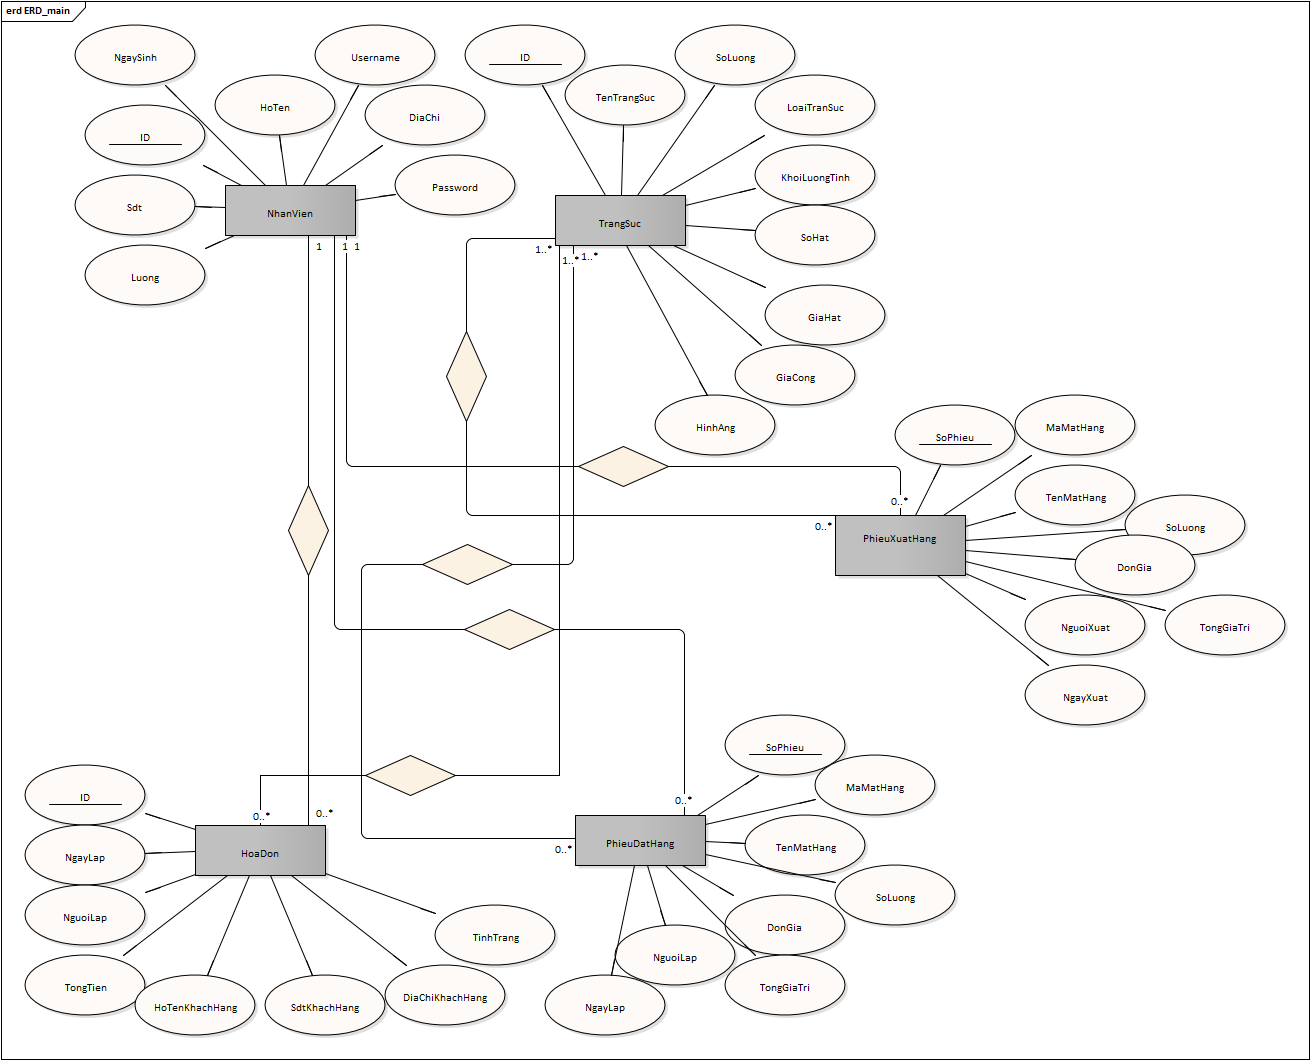 erd ERD_main
NgaySinh
Username
ID
SoLuong
HoTen
TenTrangSuc
LoaiTranSuc
DiaChi
ID
KhoiLuongTinh
Password
Sdt
NhanVien
TrangSuc
SoHat
1
1
1
1..*
1..*
1..*
Luong
GiaHat
GiaCong
HinhAng
SoPhieu
MaMatHang
TenMatHang
0..*
0..*
SoLuong
PhieuXuatHang
DonGia
NguoiXuat
TongGiaTri
NgayXuat
SoPhieu
MaMatHang
ID
0..*
0..*
0..*
0..*
PhieuDatHang
TenMatHang
NgayLap
HoaDon
SoLuong
NguoiLap
TinhTrang
DonGia
NguoiLap
TongTien
HoTenKhachHang
SdtKhachHang
DiaChiKhachHang
NgayLap
TongGiaTri